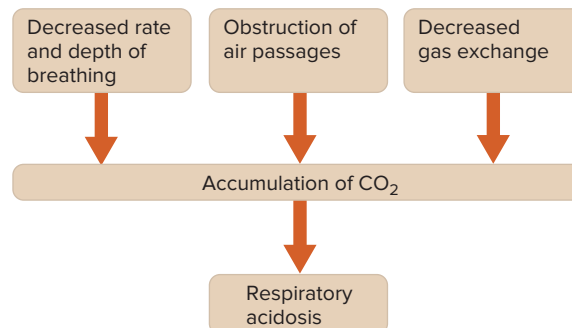 Decreased rate
and depth of
breathing
Obstruction of
air passages
Decreased
gas exchange
Accumulation of CO₂
Respiratory
acidosis